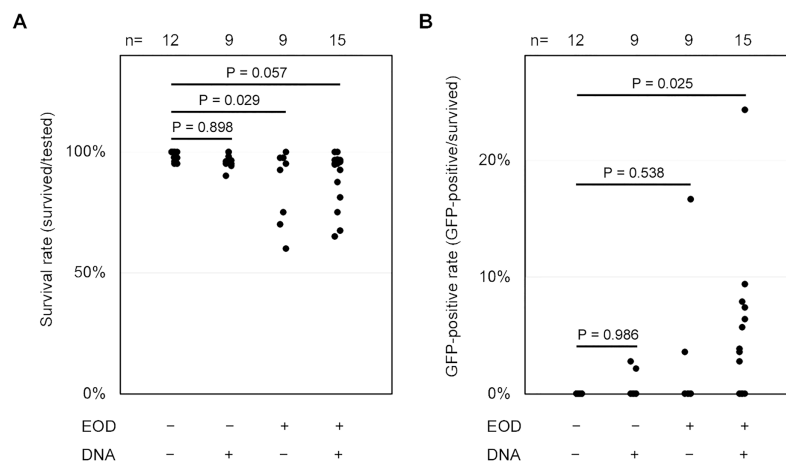 A
n= 12 9 9 15
P = 0.057
P = 0.029
P = 0.898
100%
50%
0%
Survival rate (survived/tested)
EOD – – + +
DNA – + – +
B
n= 12 9 9 15
P = 0.025
P = 0.538
P = 0.986
20%
10%
0%
GFP-positive rate (GFP-positive/survived)
EOD – – + +
DNA – + – +